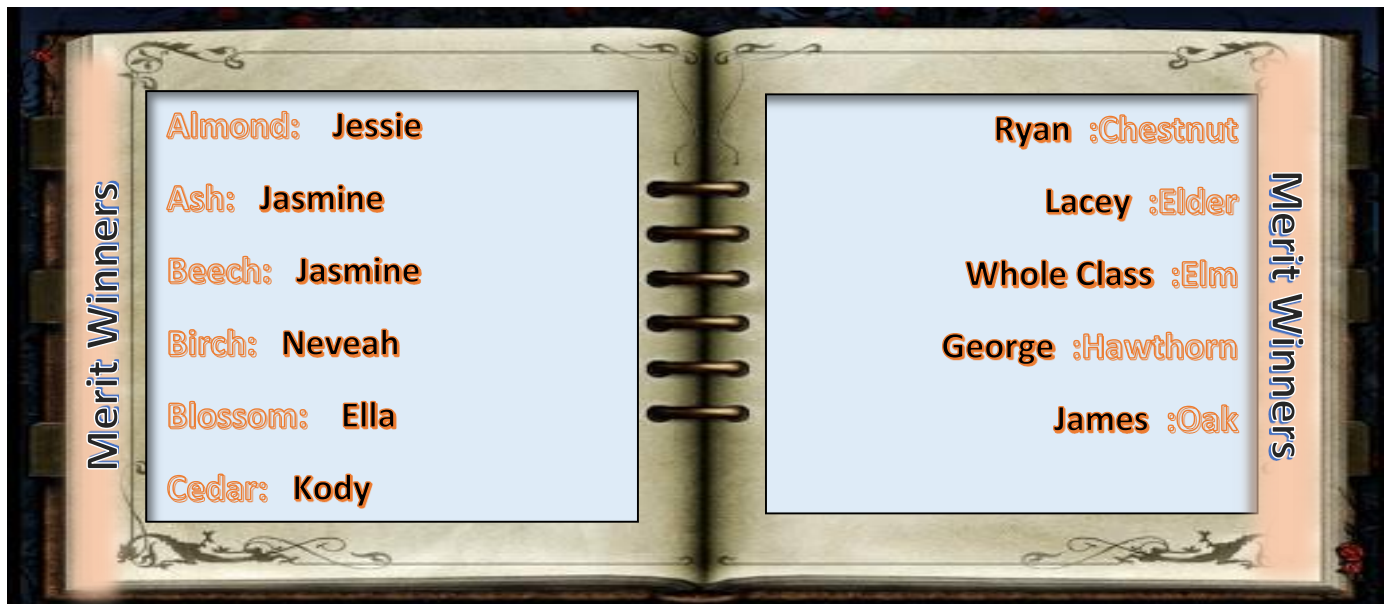 Merit Winners
Almond: Jessie
Ash: Jasmine
Beech: Jasmine
Birch: Neveah
Blossom: Ella
Cedar: Kody
Ryan :Chestnut
Lacey :Elder
Whole Class :Elm
George :Hawthorn
James :Oak
Merit Winners